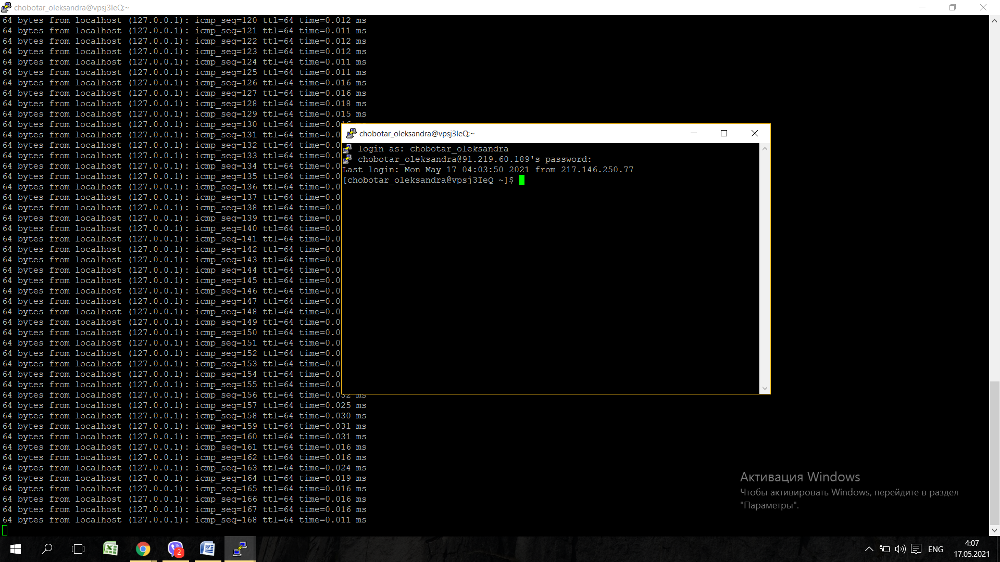 chobotar_oleksandra@vpsj3IeQ:~
64 bytes from localhost (127.0.0.1): icmp_seq=120 ttl=64 time=0.012 ms
64 bytes from localhost (127.0.0.1): icmp_seq=121 ttl=64 time=0.011 ms
64 bytes from localhost (127.0.0.1): icmp_seq=122 ttl=64 time=0.012 ms
64 bytes from localhost (127.0.0.1): icmp_seq=123 ttl=64 time=0.012 ms
64 bytes from localhost (127.0.0.1): icmp_seq=124 ttl=64 time=0.011 ms
64 bytes from localhost (127.0.0.1): icmp_seq=125 ttl=64 time=0.011 ms
64 bytes from localhost (127.0.0.1): icmp_seq=126 ttl=64 time=0.016 ms
64 bytes from localhost (127.0.0.1): icmp_seq=127 ttl=64 time=0.016 ms
64 bytes from localhost (127.0.0.1): icmp_seq=128 ttl=64 time=0.018 ms
64 bytes from localhost (127.0.0.1): icmp_seq=129 ttl=64 time=0.015 ms
64 bytes from localhost (127.0.0.1): icmp_seq=130 ttl=64 time=0.016 ms
64 bytes from localhost (127.0.0.1): icmp_seq=131 ttl=64 time=0.0
64 bytes from localhost (127.0.0.1): icmp_seq=132 ttl=64 time=0.0
64 bytes from localhost (127.0.0.1): icmp_seq=133 ttl=64 time=0.0
64 bytes from localhost (127.0.0.1): icmp_seq=134 ttl=64 time=0.0
64 bytes from localhost (127.0.0.1): icmp_seq=135 ttl=64 time=0.0
64 bytes from localhost (127.0.0.1): icmp_seq=136 ttl=64 time=0.0
64 bytes from localhost (127.0.0.1): icmp_seq=137 ttl=64 time=0.0
64 bytes from localhost (127.0.0.1): icmp_seq=138 ttl=64 time=0.0
64 bytes from localhost (127.0.0.1): icmp_seq=139 ttl=64 time=0.0
64 bytes from localhost (127.0.0.1): icmp_seq=140 ttl=64 time=0.0
64 bytes from localhost (127.0.0.1): icmp_seq=141 ttl=64 time=0.0
64 bytes from localhost (127.0.0.1): icmp_seq=142 ttl=64 time=0.0
64 bytes from localhost (127.0.0.1): icmp_seq=143 ttl=64 time=0.0
64 bytes from localhost (127.0.0.1): icmp_seq=144 ttl=64 time=0.0
64 bytes from localhost (127.0.0.1): icmp_seq=145 ttl=64 time=0.0
64 bytes from localhost (127.0.0.1): icmp_seq=146 ttl=64 time=0.0
64 bytes from localhost (127.0.0.1): icmp_seq=147 ttl=64 time=0.0
64 bytes from localhost (127.0.0.1): icmp_seq=148 ttl=64 time=0.0
64 bytes from localhost (127.0.0.1): icmp_seq=149 ttl=64 time=0.0
64 bytes from localhost (127.0.0.1): icmp_seq=150 ttl=64 time=0.0
64 bytes from localhost (127.0.0.1): icmp_seq=151 ttl=64 time=0.0
64 bytes from localhost (127.0.0.1): icmp_seq=152 ttl=64 time=0.0
64 bytes from localhost (127.0.0.1): icmp_seq=153 ttl=64 time=0.0
64 bytes from localhost (127.0.0.1): icmp_seq=154 ttl=64 time=0.0
64 bytes from localhost (127.0.0.1): icmp_seq=155 ttl=64 time=0.0
64 bytes from localhost (127.0.0.1): icmp_seq=156 ttl=64 time=0.032 ms
64 bytes from localhost (127.0.0.1): icmp_seq=157 ttl=64 time=0.025 ms
64 bytes from localhost (127.0.0.1): icmp_seq=158 ttl=64 time=0.030 ms
64 bytes from localhost (127.0.0.1): icmp_seq=159 ttl=64 time=0.031 ms
64 bytes from localhost (127.0.0.1): icmp_seq=160 ttl=64 time=0.031 ms
64 bytes from localhost (127.0.0.1): icmp_seq=161 ttl=64 time=0.016 ms
64 bytes from localhost (127.0.0.1): icmp_seq=162 ttl=64 time=0.016 ms
64 bytes from localhost (127.0.0.1): icmp_seq=163 ttl=64 time=0.024 ms
64 bytes from localhost (127.0.0.1): icmp_seq=164 ttl=64 time=0.019 ms
64 bytes from localhost (127.0.0.1): icmp_seq=165 ttl=64 time=0.016 ms
64 bytes from localhost (127.0.0.1): icmp_seq=166 ttl=64 time=0.016 ms
64 bytes from localhost (127.0.0.1): icmp_seq=167 ttl=64 time=0.016 ms
64 bytes from localhost (127.0.0.1): icmp_seq=168 ttl=64 time=0.011 ms
chobotar_oleksandra@vpsj3IeQ:~
login as: chobotar_oleksandra
chobotar_oleksandra@91.219.60.189's password:
Last login: Mon May 17 04:03:50 2021 from 217.146.250.77
[chobotar_oleksandra@vpsj3IeQ ~]$
Активация Windows
Чтобы активировать Windows, перейдите в раздел
"Параметры".
2
ENG
4:07
17.05.2021